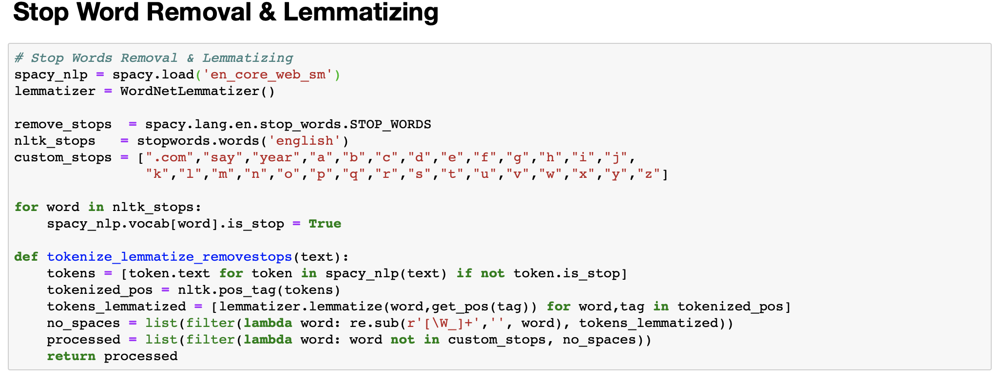 Stop Word Removal & Lemmatizing
# Stop Words Removal & Lemmatizing
spacy_nlp = spacy.load('en_core_web_sm')
lemmatizer = WordNetLemmatizer()
remove_stops  = spacy.lang.en.stop_words.STOP_WORDS
nltk_stops   = stopwords.words('english')
custom_stops = [".com","say","year","a","b","c","d","e","f","g","h","i","j",
                "k","l","m","n","o","p","q","r","s","t","u","v","w","x","y","z"]
for word in nltk_stops:
    spacy_nlp.vocab[word].is_stop = True
def tokenize_lemmatize_removestops(text):
    tokens = [token.text for token in spacy_nlp(text) if not token.is_stop]
    tokenized_pos = nltk.pos_tag(tokens)
    tokens_lemmatized = [lemmatizer.lemmatize(word,get_pos(tag)) for word,tag in tokenized_pos]
    no_spaces = list(filter(lambda word: re.sub(r'[\W_]+','', word), tokens_lemmatized))
    processed = list(filter(lambda word: word not in custom_stops, no_spaces))
    return processed